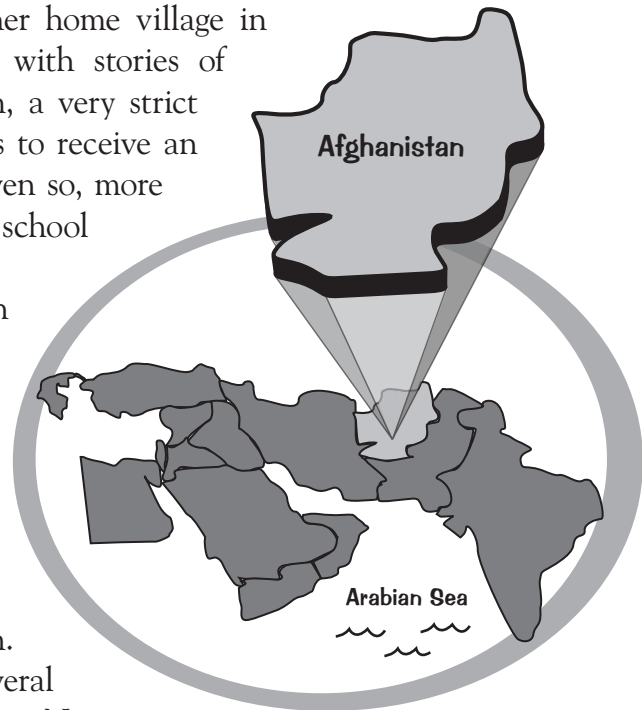 her home village in
with stories of
, a very strict
s to receive an
ven so, more
school
Afghanistan
Arabian Sea
veral